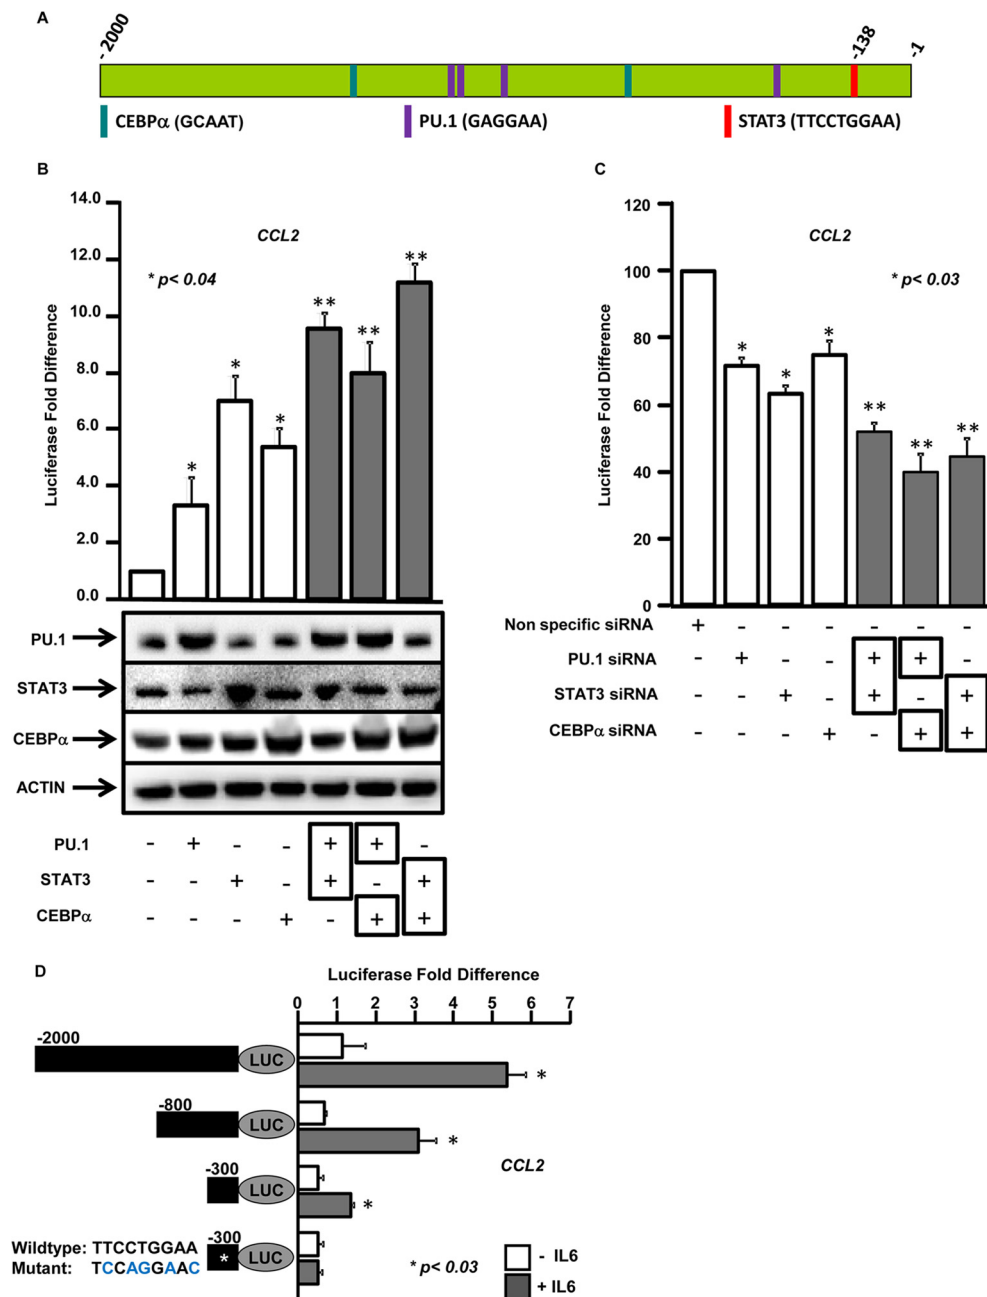 A
-2000
-138
-1
CEBPα (GCAAT)
PU.1 (GAGGAA)
STAT3 (TTCCTGGAA)
B
Luciferase Fold Difference
14.0
12.0
10.0
8.0
6.0
4.0
2.0
0.0
CCL2
* p< 0.04
* * * ** ** **
PU.1
STAT3
CEBPα
ACTIN
PU.1 - + - - + + -
STAT3 - - + - + - +
CEBPα - - - + - + +
C
Luciferase Fold Difference
120
100
80
60
40
20
0
CCL2
* p< 0.03
* * * ** ** **
Non specific siRNA + - - - - - -
PU.1 siRNA - + - - + + -
STAT3 siRNA - - + - + - +
CEBPα siRNA - - - + - + +
D
Luciferase Fold Difference
0 1 2 3 4 5 6 7
-2000
LUC
*
-800
LUC
*
CCL2
-300
LUC
*
-300
* LUC
Wildtype: TTCCTGGAA
Mutant: TCCAGGAAC
* p< 0.03
- IL6
+ IL6